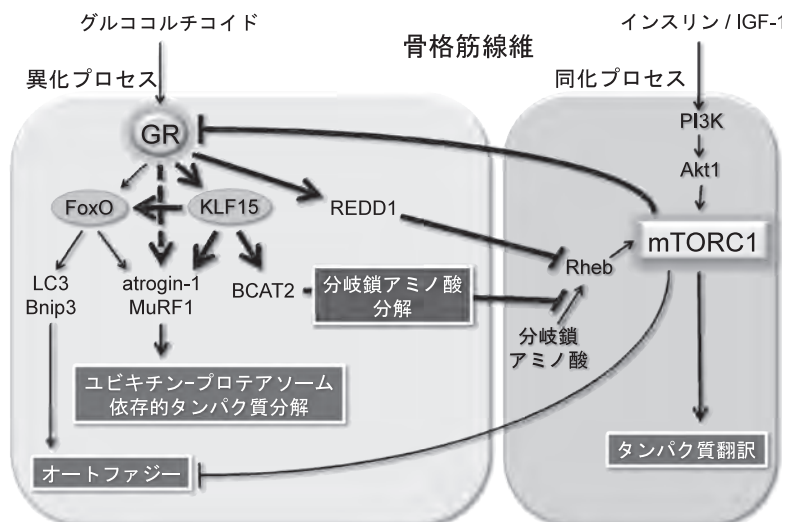 グルココルチコイド
インスリン / IGF-1
骨格筋線維
異化プロセス
同化プロセス
GR
PI3K
Akt1
FoxO
KLF15
REDD1
mTORC1
Rheb
LC3
Bnip3
atrogin-1
MuRF1
BCAT2
分岐鎖アミノ酸
分解
分岐鎖
アミノ酸
ユビキチン-プロテアソーム
依存的タンパク質分解
オートファジー
タンパク質翻訳